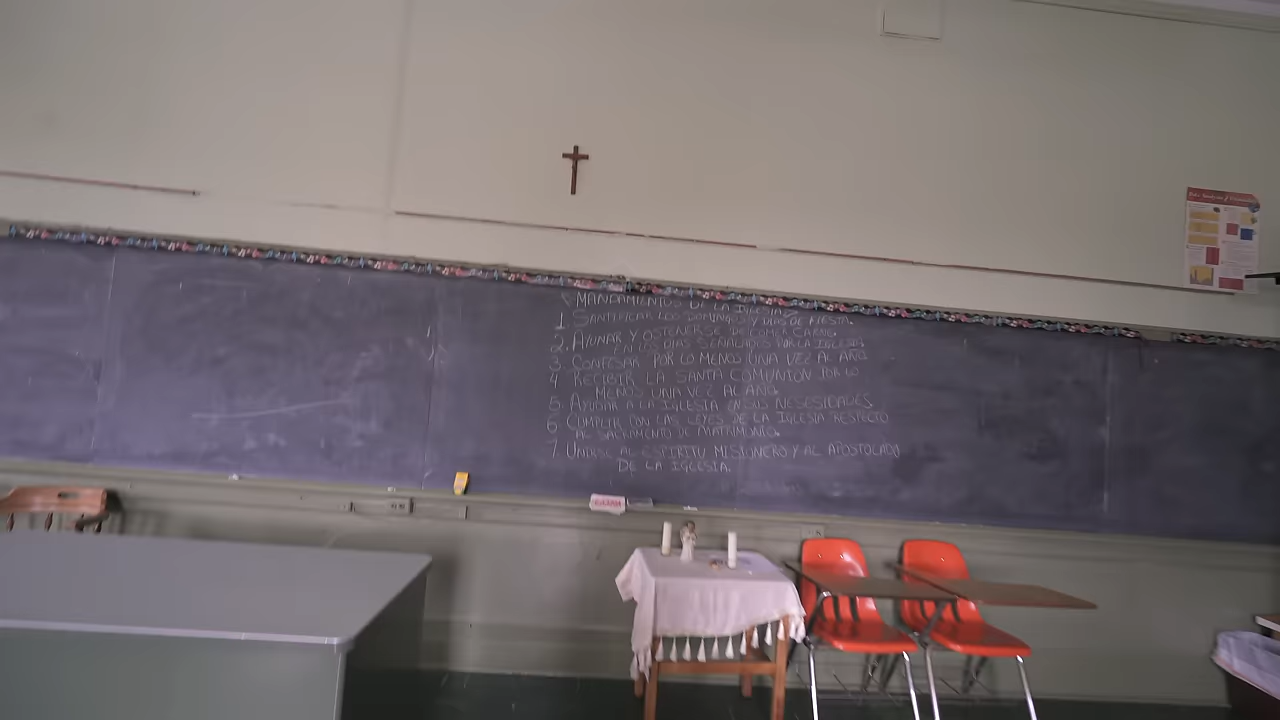 MANDAMIENTOS DE LA IGLESIA
1 SANTIFICAR LOS DOMINGOS Y DIAS DE FIESTA.
2. AYUNAR Y OSTENERSE DE COMER CARNE.
EN LOS DIAS SEÑALADOS POR LA IGLESIA
3. CONFESAR POR LO MENOS UNA VEZ AL AÑO
4 RECIBIR LA SANTA COMUNION POR LO
MENOS UNA VEZ AL AÑO.
5. AYUDAR A LA IGLESIA EN SUS NESESIDADES
6 CUMPLIR CON LAS LEYES DE LA IGLESIA RESPECTO
AL SACRAMENTO DE MATRIMONIO.
7 UNIRSE AL ESPIRITU MISIONERO Y AL APOSTOLADO
DE LA IGLESIA.